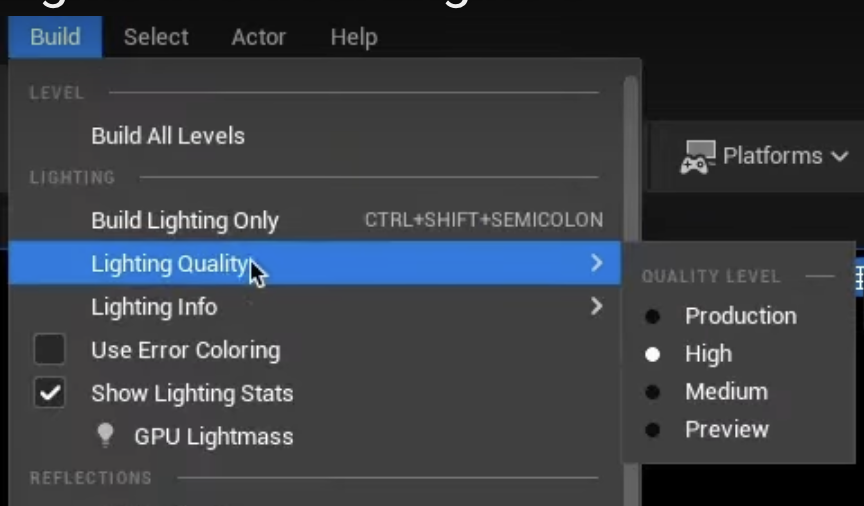 Build Select Actor Help
LEVEL
Build All Levels
Platforms
LIGHTING
Build Lighting Only CTRL+SHIFT+SEMICOLON
Lighting Quality
QUALITY LEVEL
Lighting Info
Production
Use Error Coloring
High
Show Lighting Stats
Medium
GPU Lightmass
Preview
REFLECTIONS